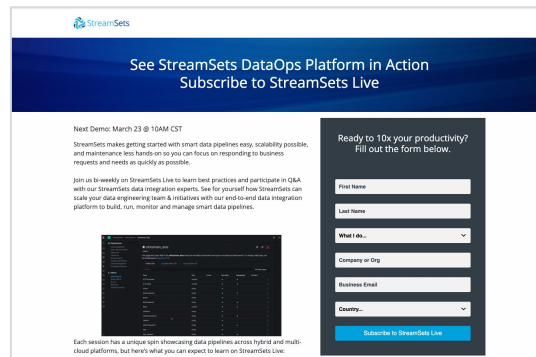 StreamSets
See StreamSets DataOps Platform in Action
Subscribe to StreamSets Live
Next Demo: March 23 @ 10AM CST
StreamSets makes getting started with smart data pipelines easy, scalability possible,
and maintenance less hands-on so you can focus on responding to business
requests and needs as quickly as possible.
Join us bi-weekly on StreamSets Live to learn best practices and participate in Q&A
with our StreamSets data integration experts. See for yourself how StreamSets can
scale your data engineering team & initiatives with our end-to-end data integration
platform to build, run, monitor and manage smart data pipelines.
Each session has a unique spin showcasing data pipelines across hybrid and multi-
cloud platforms, but here's what you can expect to learn on StreamSets Live:
Ready to 10x your productivity?
Fill out the form below.
First Name
Last Name
What I do...
Company or Org
Business Email
Country...
Subscribe to StreamSets Live